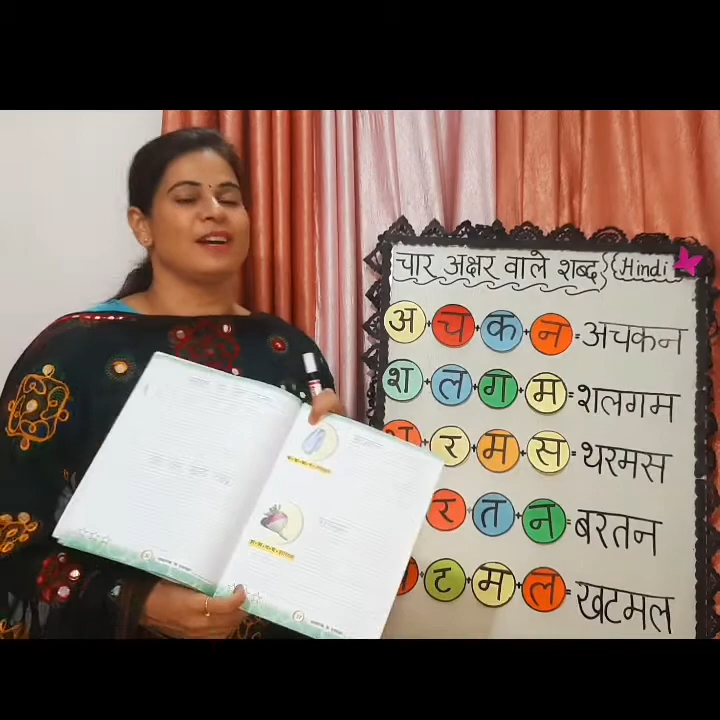 चार अक्षर वाले शब्द } { Hindi }
अ + च + क + न = अचकन
श + ल + ग + म = शलगम
+ र + म + स = थरमस
र + त + न = बरतन
+ ट + म + ल = खटमल